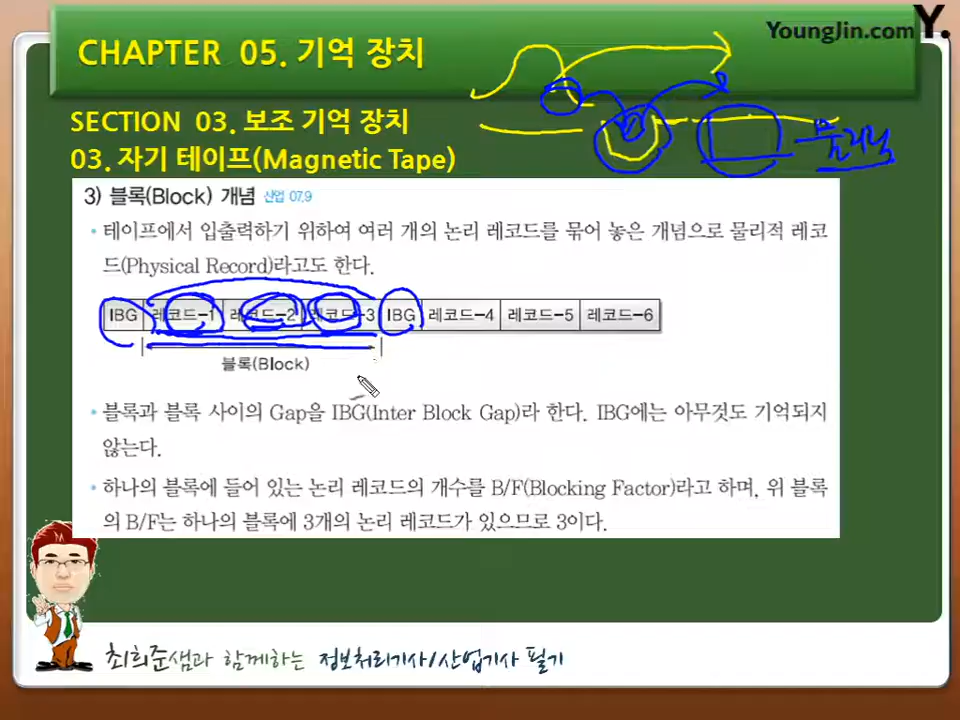 YoungJin.com Y.
CHAPTER 05. 기억 장치
SECTION 03. 보조 기억 장치
03. 자기 테이프(Magnetic Tape)
3) 블록(Block) 개념 산업 07.9
• 테이프에서 입출력하기 위하여 여러 개의 논리 레코드를 묶어 놓은 개념으로 물리적 레코
드(Physical Record)라고도 한다.
IBG 레코드-1 레코드-2 레코드-3 IBG 레코드-4 레코드-5 레코드-6
블록(Block)
• 블록과 블록 사이의 Gap을 IBG(Inter Block Gap)라 한다. IBG에는 아무것도 기억되지
않는다.
• 하나의 블록에 들어 있는 논리 레코드의 개수를 B/F(Blocking Factor)라고 하며, 위 블록
의 B/F는 하나의 블록에 3개의 논리 레코드가 있으므로 3이다.
최희준샘과 함께하는 정보처리기사/산업기사 필기